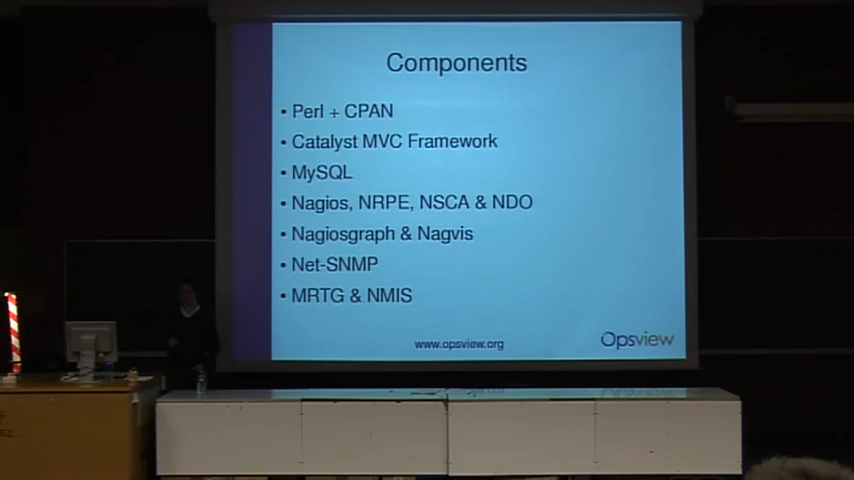 Components
• Perl + CPAN
• Catalyst MVC Framework
• MySQL
• Nagios, NRPE, NSCA & NDO
• Nagiosgraph & Nagvis
• Net-SNMP
• MRTG & NMIS
www.opsview.org
Opsview